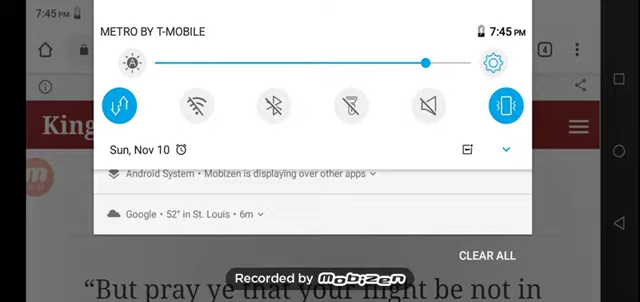 7:45 PM
METRO BY T-MOBILE
7:45 PM
4
A
King
Sun, Nov 10
Android System • Mobizen is displaying over other apps
Google • 52° in St. Louis • 6m
CLEAR ALL
Recorded by mobizen
“But pray ye that your flight be not in